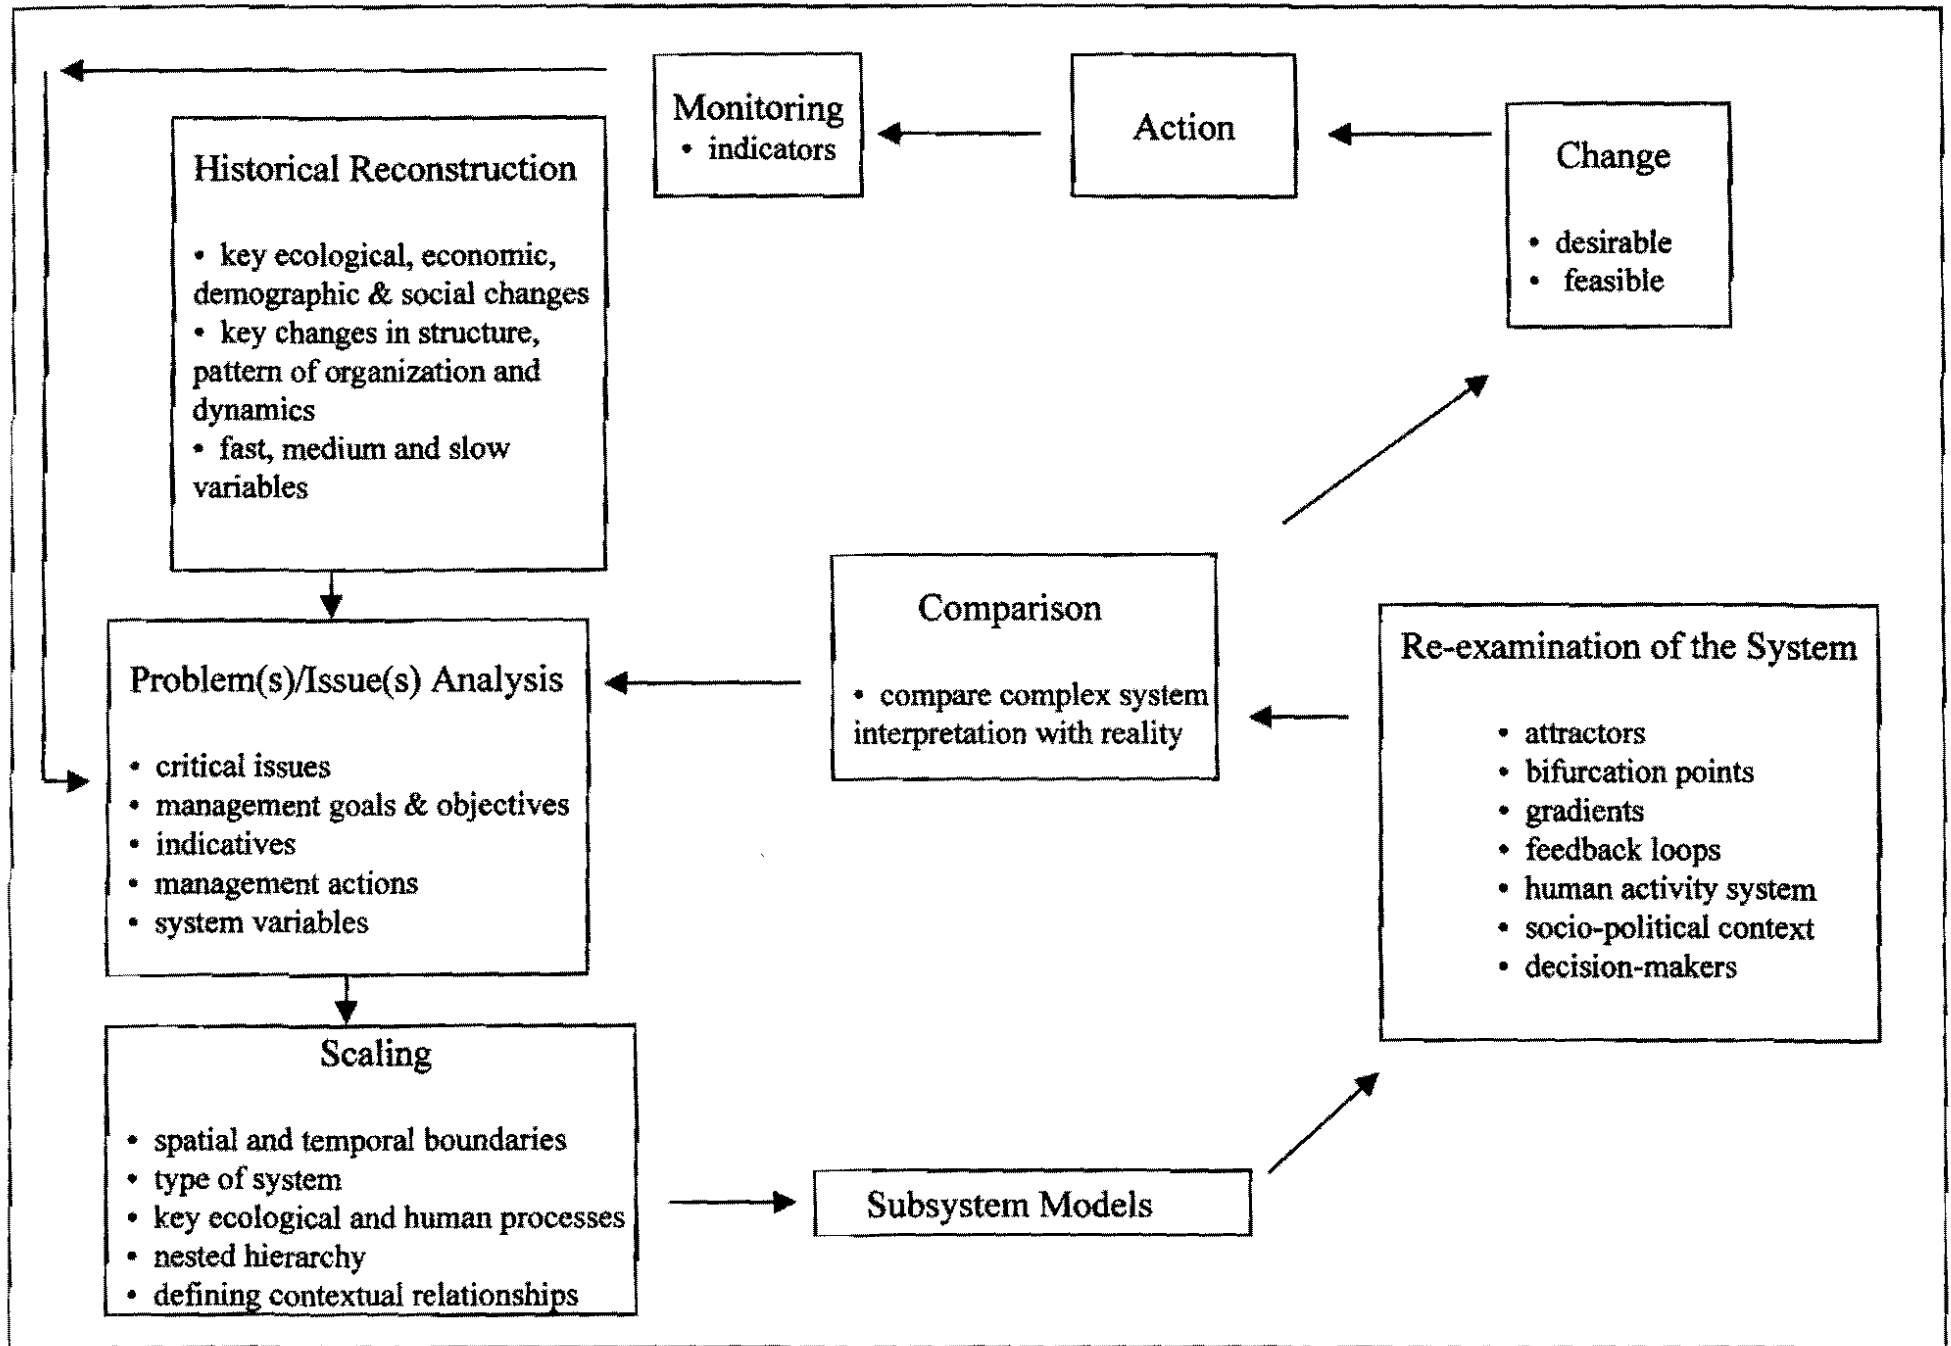 Monitoring
• indicators
Action
Change
• desirable
• feasible
Historical Reconstruction
• key ecological, economic,
demographic & social changes
• key changes in structure,
pattern of organization and
dynamics
• fast, medium and slow
variables
Problem(s)/Issue(s) Analysis
• critical issues
• management goals & objectives
• indicatives
• management actions
• system variables
Comparison
• compare complex system
interpretation with reality
Re-examination of the System
• attractors
• bifurcation points
• gradients
• feedback loops
• human activity system
• socio-political context
• decision-makers
Scaling
• spatial and temporal boundaries
• type of system
• key ecological and human processes
• nested hierarchy
• defining contextual relationships
Subsystem Models